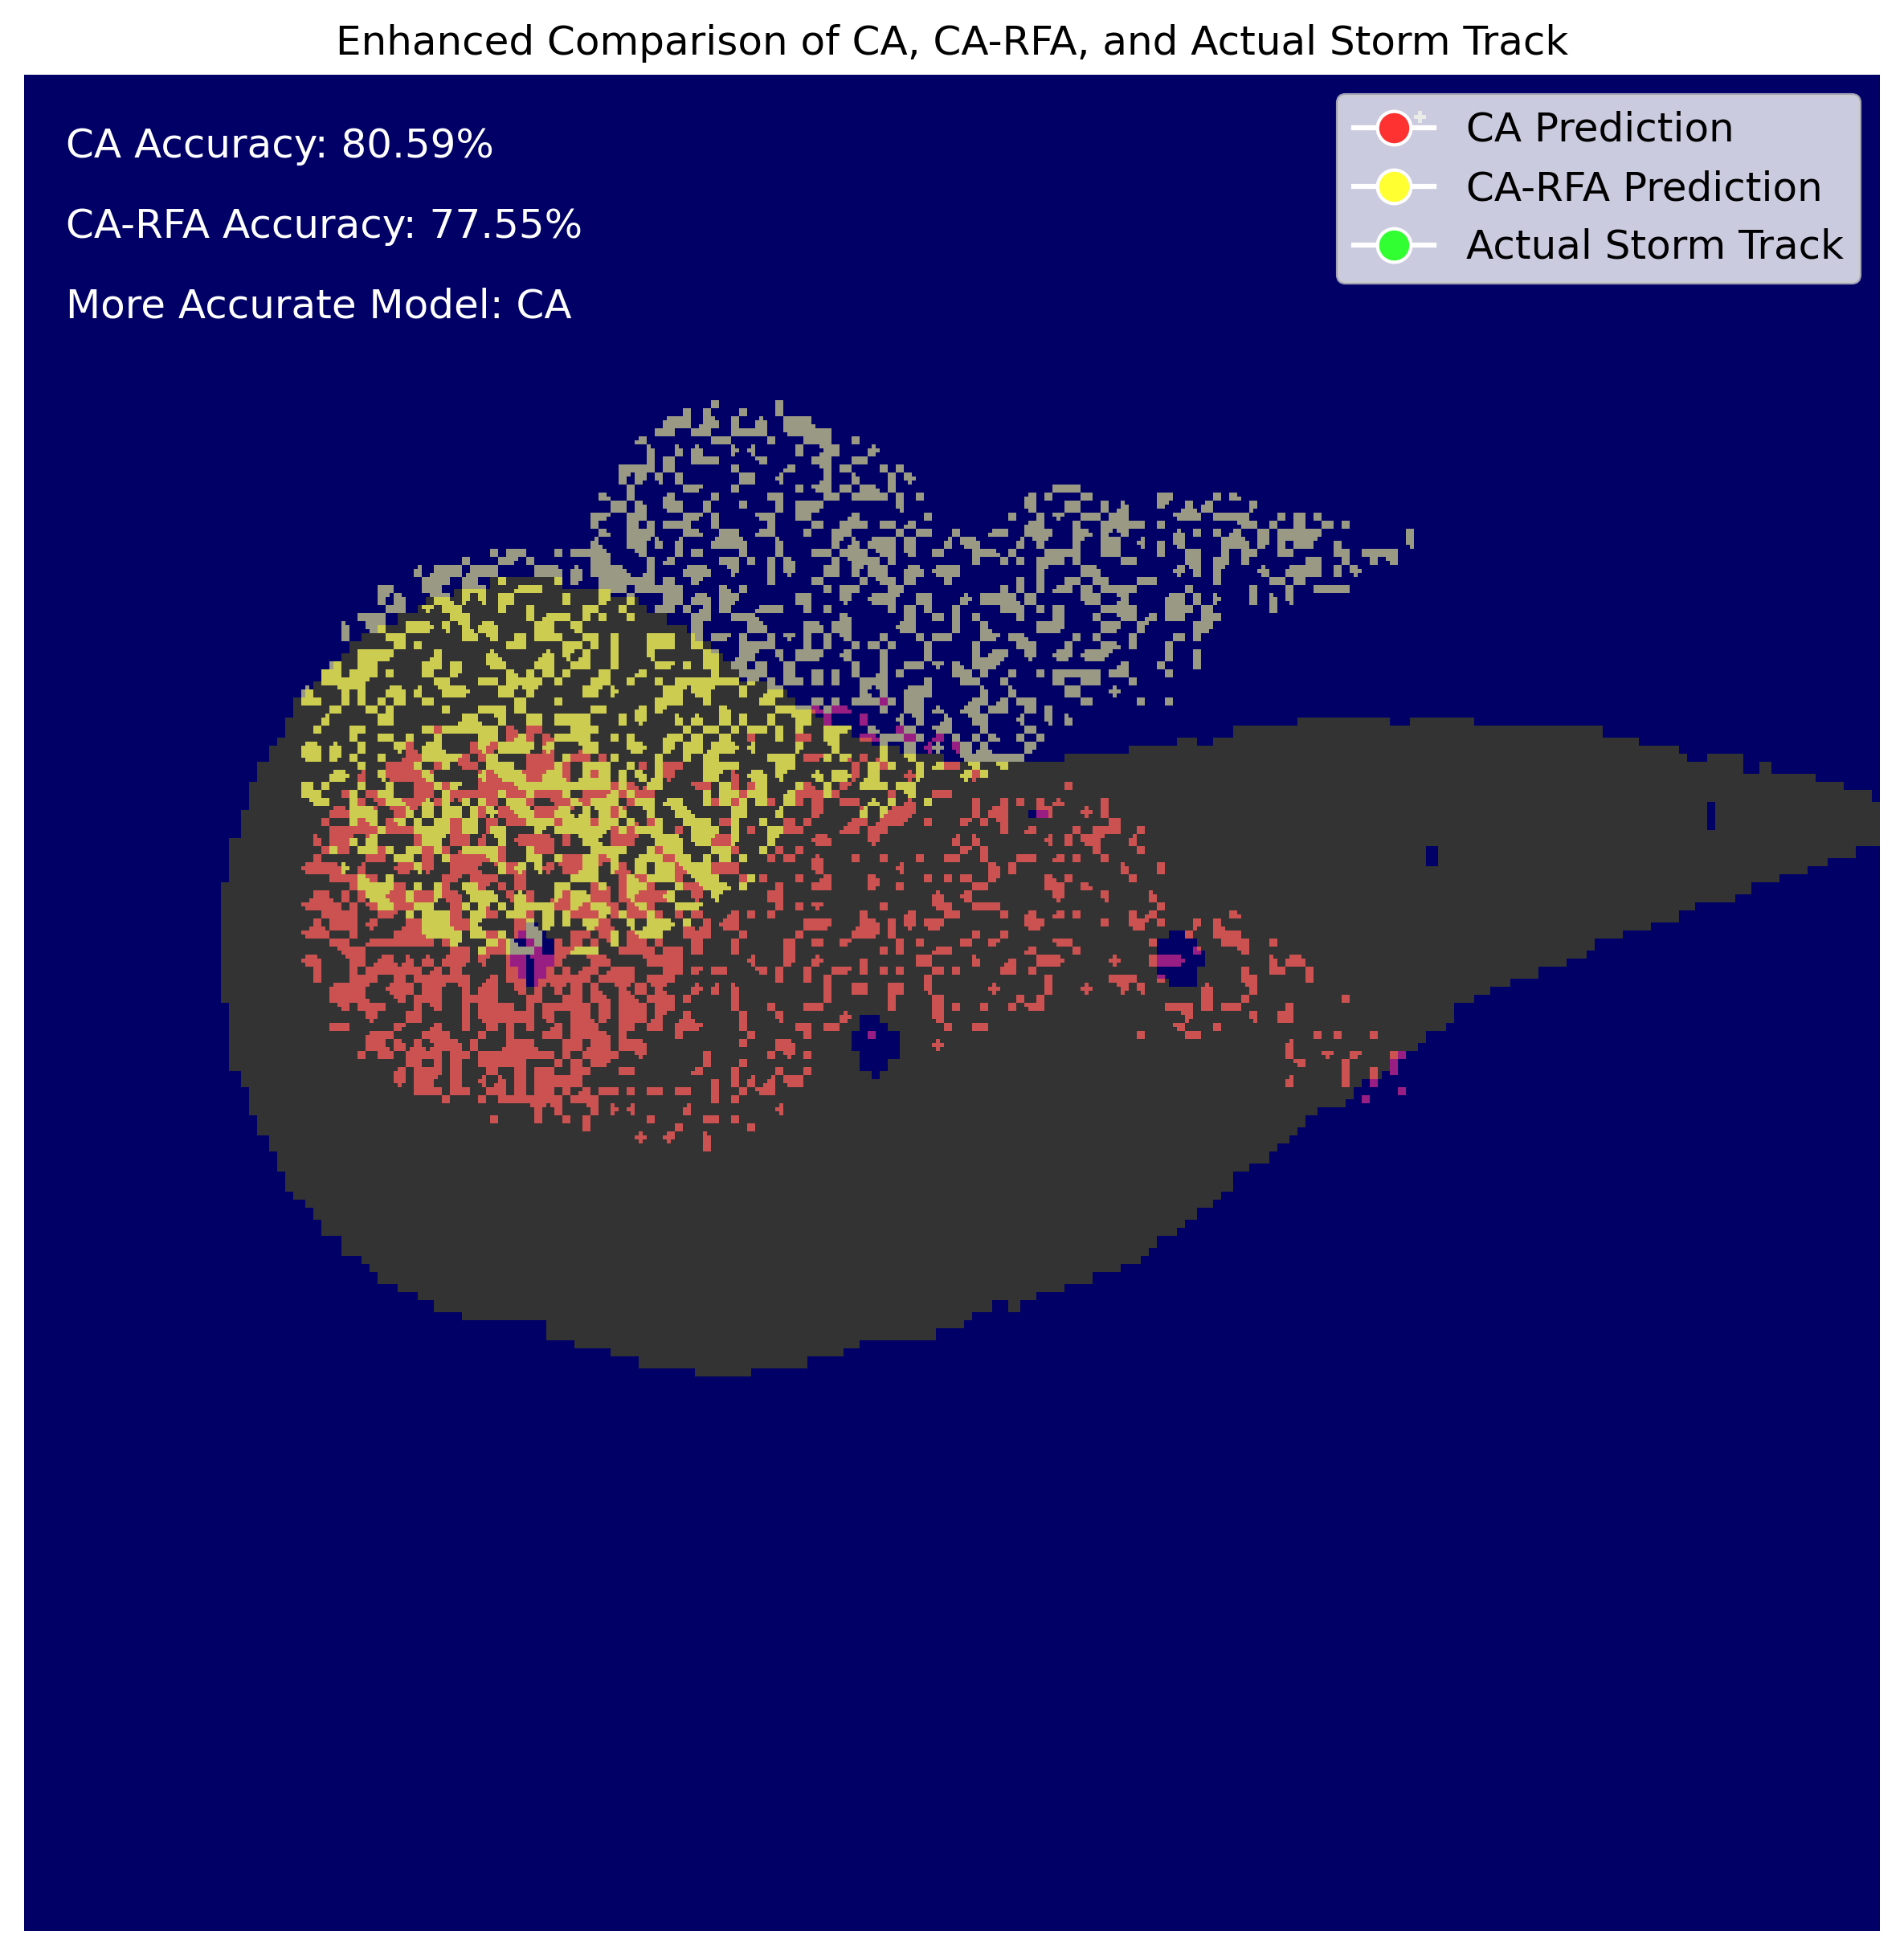 Enhanced Comparison of CA, CA-RFA, and Actual Storm Track
CA Accuracy: 80.59%
CA-RFA Accuracy: 77.55%
More Accurate Model: CA
CA Prediction
CA-RFA Prediction
Actual Storm Track